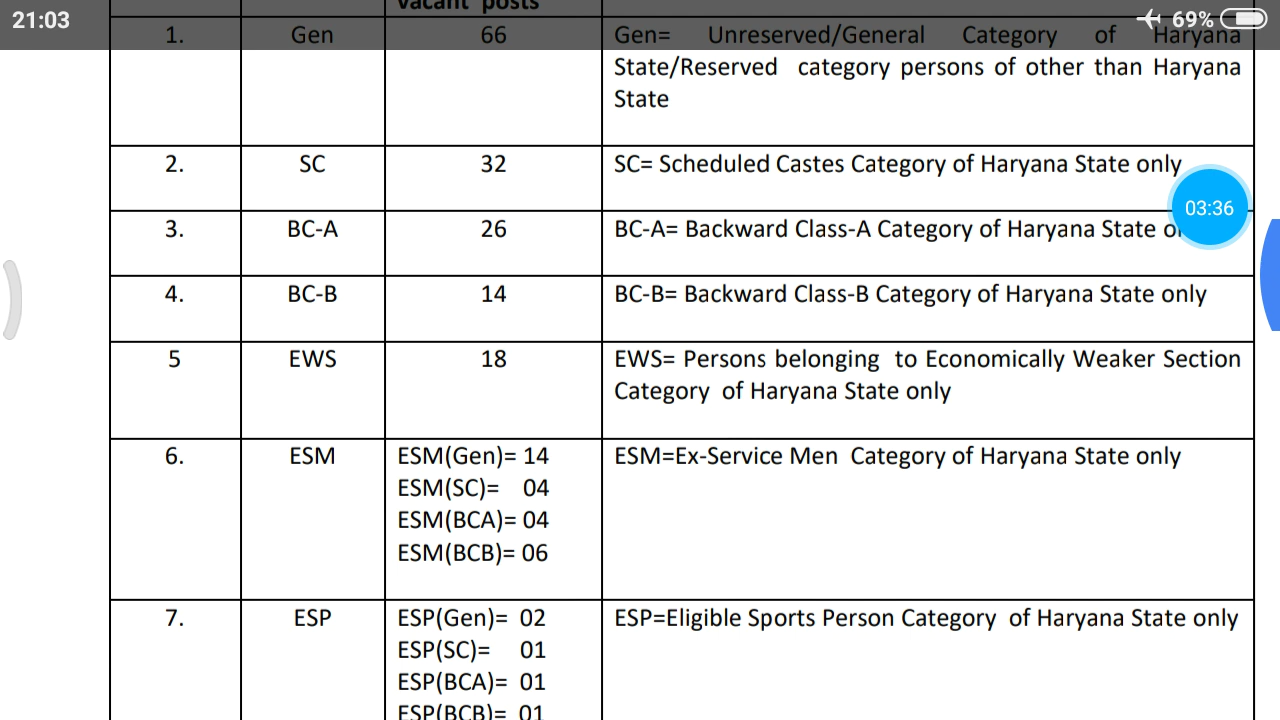 21:03
69%
vacant posts
1. Gen 66 Gen= Unreserved/General Category of Haryana
State/Reserved category persons of other than Haryana
State
2. SC 32 SC= Scheduled Castes Category of Haryana State only
03:36
3. BC-A 26 BC-A= Backward Class-A Category of Haryana State
4. BC-B 14 BC-B= Backward Class-B Category of Haryana State only
5 EWS 18 EWS= Persons belonging to Economically Weaker Section
Category of Haryana State only
6. ESM ESM(Gen)= 14 ESM=Ex-Service Men Category of Haryana State only
ESM(SC)= 04
ESM(BCA)= 04
ESM(BCB)= 06
7. ESP ESP(Gen)= 02 ESP=Eligible Sports Person Category of Haryana State only
ESP(SC)= 01
ESP(BCA)= 01
ESP(BCB)= 01